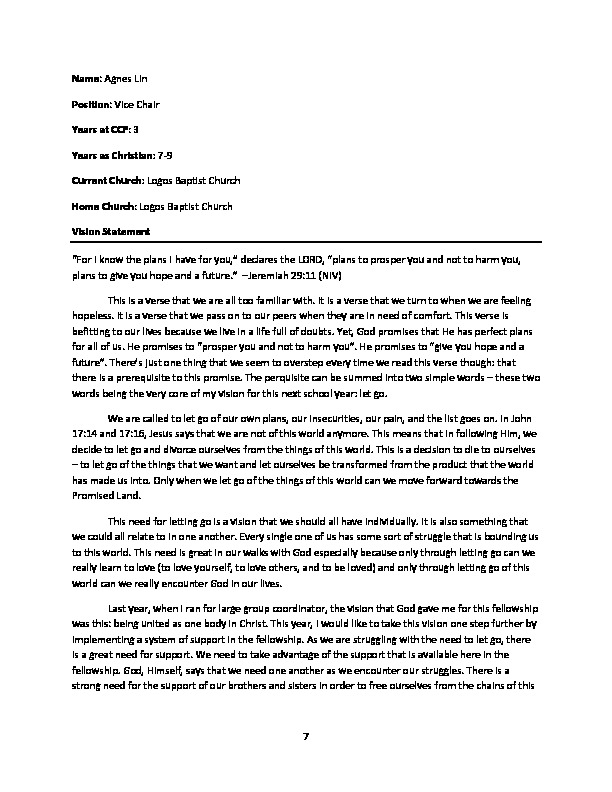 Name: Agnes Lin
Position: Vice Chair
Years at CCF: 3
Years as Christian: 7-9
Current Church: Logos Baptist Church
Home Church: Logos Baptist Church
Vision Statement
"For I know the plans I have for you," declares the LORD, "plans to prosper you and not to harm you,
plans to give you hope and a future." –Jeremiah 29:11 (NIV)
This is a verse that we are all too familiar with. It is a verse that we turn to when we are feeling
hopeless. It is a verse that we pass on to our peers when they are in need of comfort. This verse is
befitting to our lives because we live in a life full of doubts. Yet, God promises that He has perfect plans
for all of us. He promises to "prosper you and not to harm you". He promises to "give you hope and a
future". There's just one thing that we seem to overstep every time we read this verse though: that
there is a prerequisite to this promise. The perquisite can be summed into two simple words – these two
words being the very core of my vision for this next school year: let go.
We are called to let go of our own plans, our insecurities, our pain, and the list goes on. In John
17:14 and 17:16, Jesus says that we are not of this world anymore. This means that in following Him, we
decide to let go and divorce ourselves from the things of this world. This is a decision to die to ourselves
– to let go of the things that we want and let ourselves be transformed from the product that the world
has made us into. Only when we let go of the things of this world can we move forward towards the
Promised Land.
This need for letting go is a vision that we should all have individually. It is also something that
we could all relate to in one another. Every single one of us has some sort of struggle that is bounding us
to this world. This need is great in our walks with God especially because only through letting go can we
really learn to love (to love yourself, to love others, and to be loved) and only through letting go of this
world can we really encounter God in our lives.
Last year, when I ran for large group coordinator, the vision that God gave me for this fellowship
was this: being united as one body in Christ. This year, I would like to take this vision one step further by
implementing a system of support in the fellowship. As we are struggling with the need to let go, there
is a great need for support. We need to take advantage of the support that is available here in the
fellowship. God, Himself, says that we need one another as we encounter our struggles. There is a
strong need for the support of our brothers and sisters in order to free ourselves from the chains of this
7